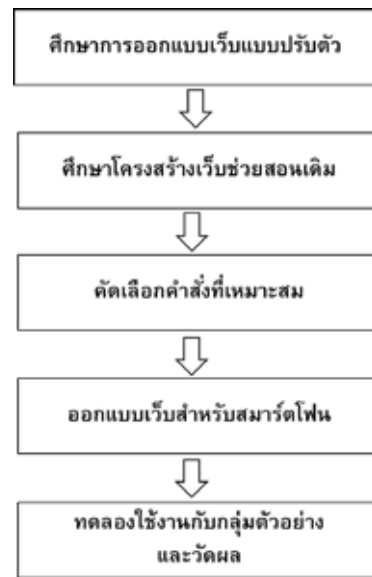 ศึกษาการออกแบบเว็บแบบปรับตัว
ศึกษาโครงสร้างเว็บช่วยสอนเดิม
คัดเลือกคำสั่งที่เหมาะสม
ออกแบบเว็บสำหรับสมาร์ตโฟน
ทดลองใช้งานกับกลุ่มตัวอย่าง
และวัดผล